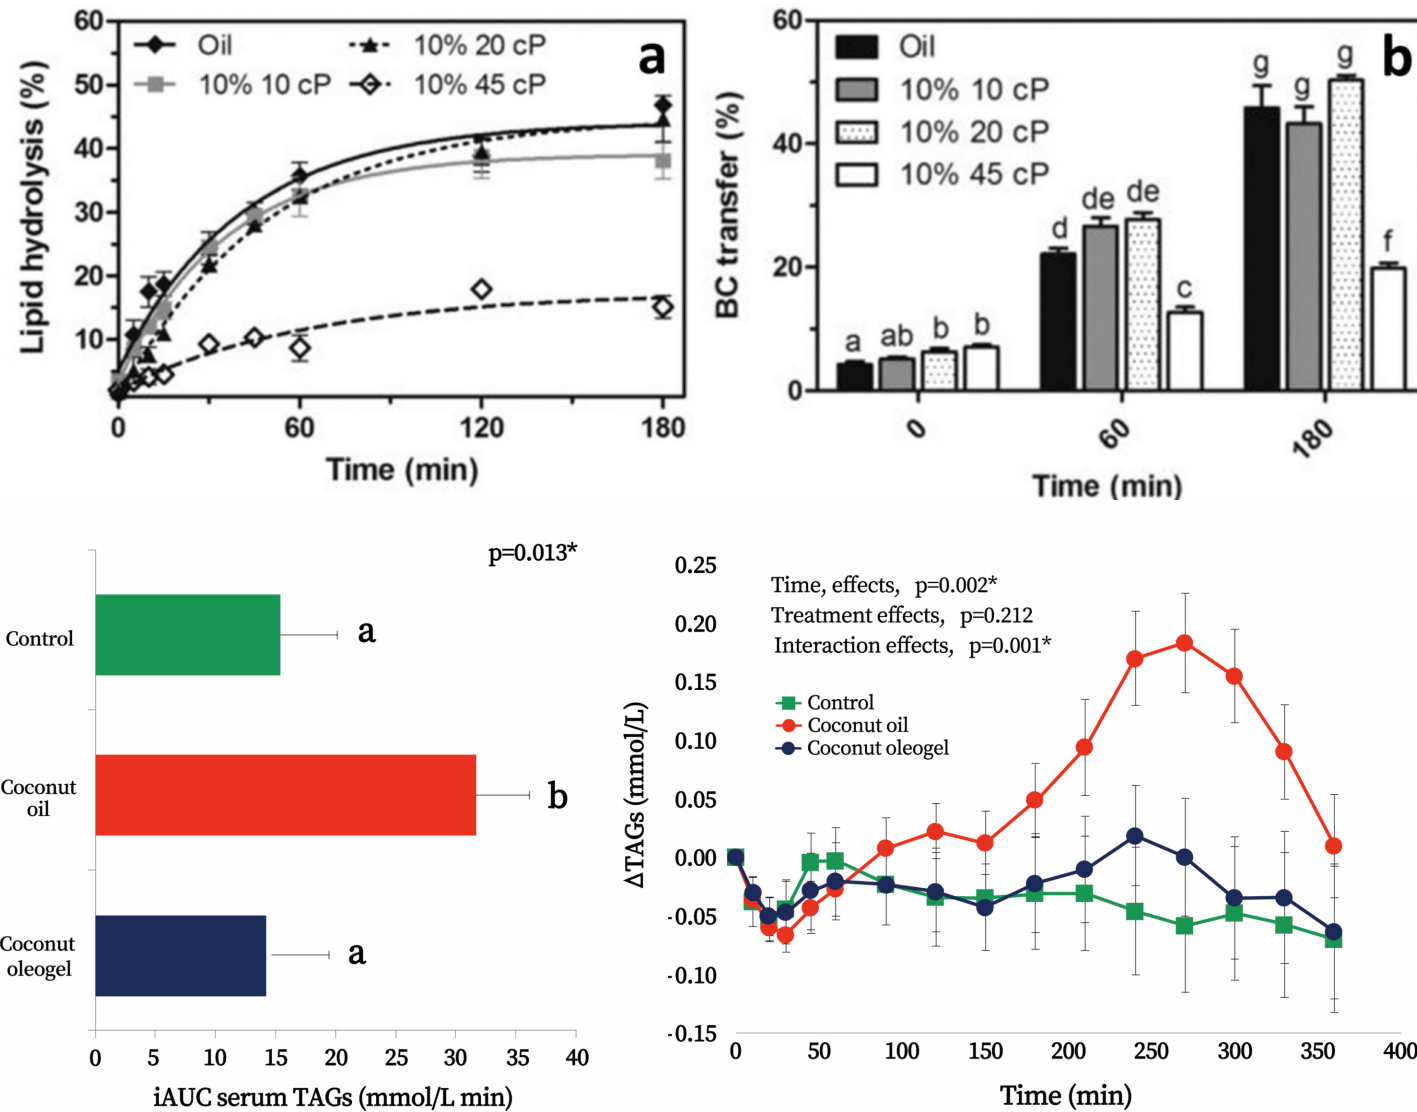 60
50
40
30
20
10
Lipid hydrolysis (%)
Oil
10% 20 cP
10% 10 cP
10% 45 cP
a
0
60
120
180
Time (min)
60
40
20
0
BC transfer (%)
Oil
10% 10 cP
10% 20 cP
10% 45 cP
b
a
ab
b
b
d
de
de
c
g
g
g
f
0
60
180
Time (min)
p=0.013*
Control
a
Coconut
oil
b
Coconut
oleogel
a
0 5 10 15 20 25 30 35 40
iAUC serum TAGs (mmol/L min)
0.25
0.20
0.15
0.10
0.05
0.00
-0.05
-0.10
-0.15
ΔTAGs (mmol/L)
Time, effects, p=0.002*
Treatment effects, p=0.212
Interaction effects, p=0.001*
Control
Coconut oil
Coconut oleogel
0 50 100 150 200 250 300 350 400
Time (min)